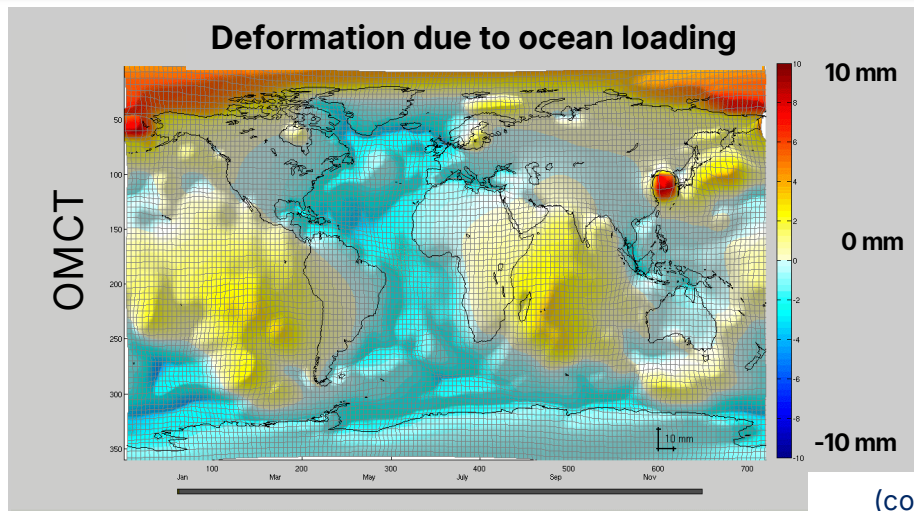 Deformation due to ocean loading
OMCT
50
100
150
200
250
300
350
100
200
300
400
500
600
700
Jan
Mar
May
July
Sep
Nov
10 mm
10
8
6
4
2
0
-2
-4
-6
-8
-10
10 mm
0 mm
-10 mm
(co